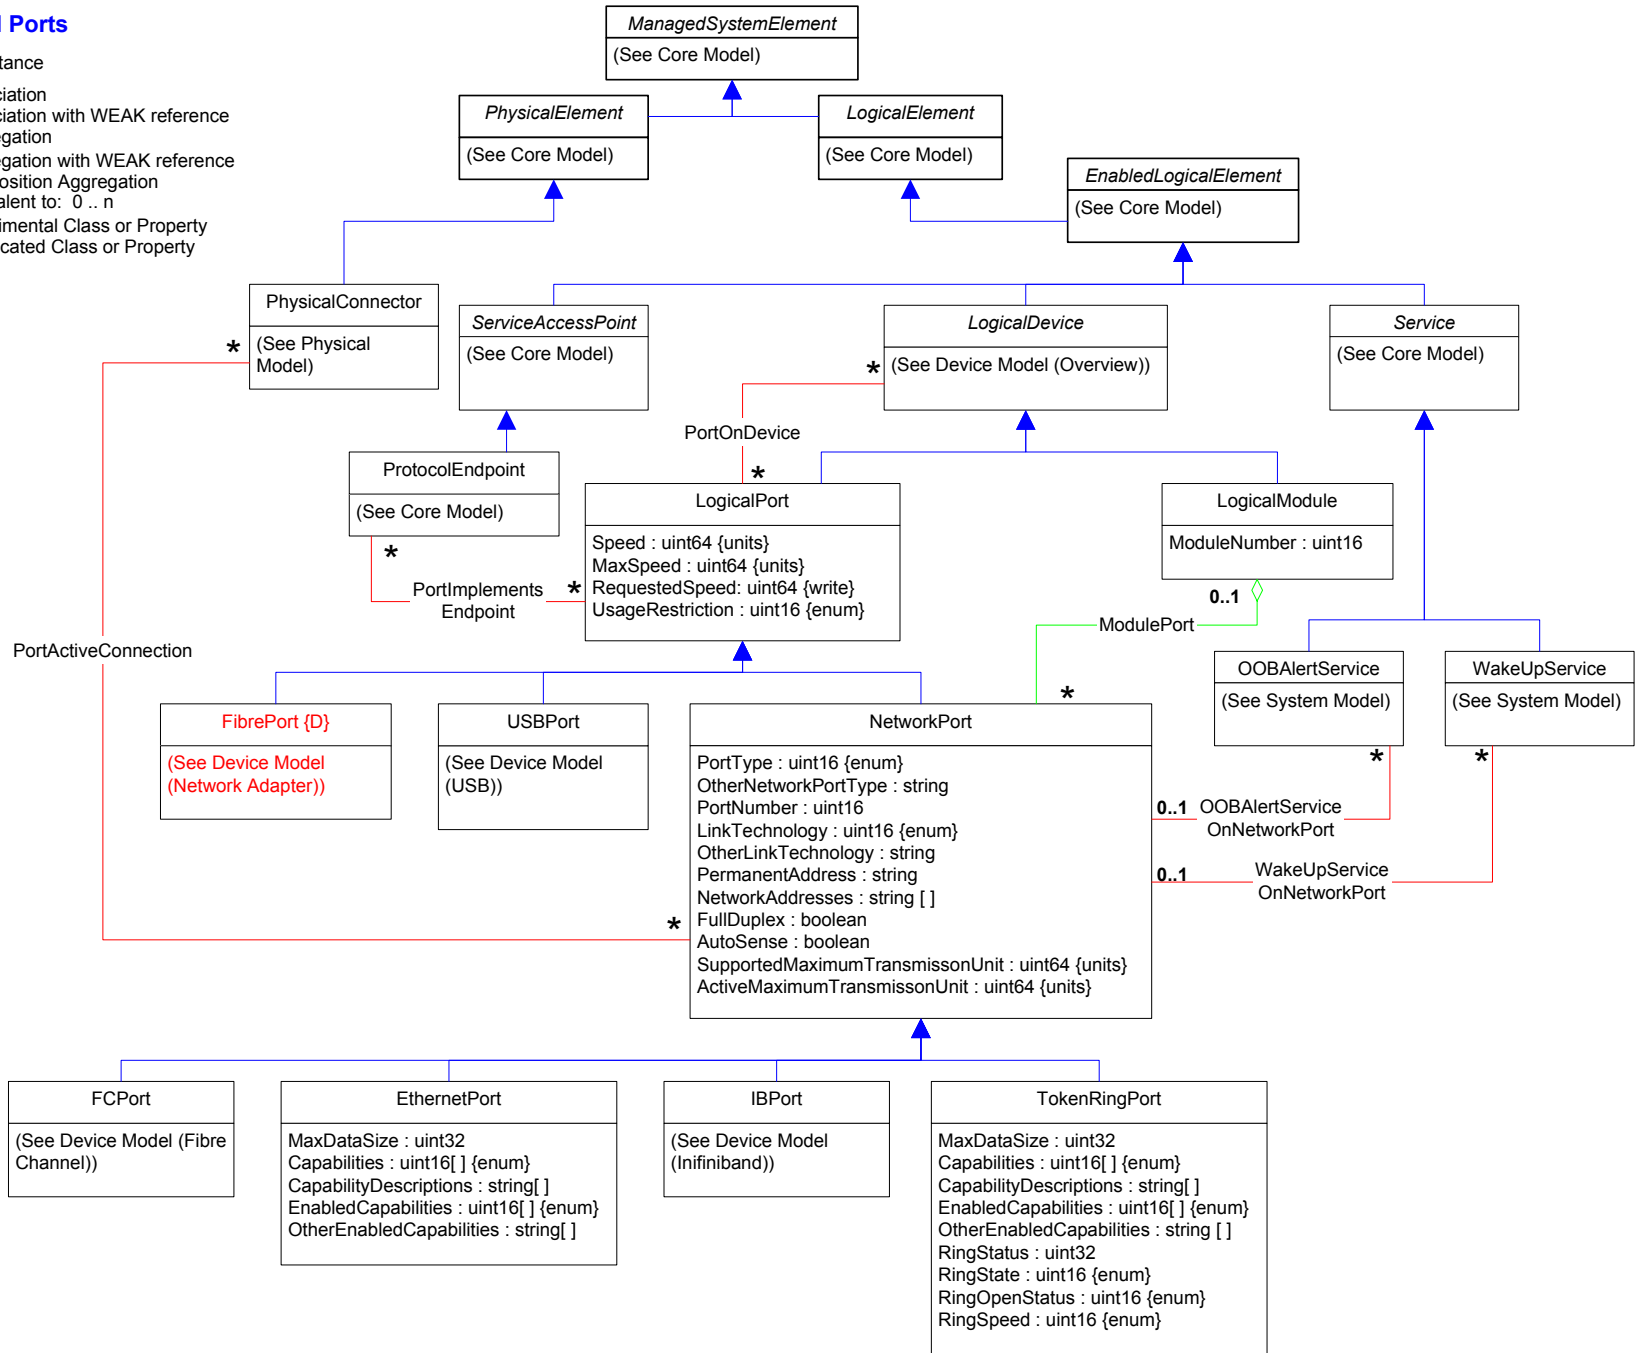 Ports
ManagedSystemElement
(See Core Model)
PhysicalElement
(See Core Model)
LogicalElement
(See Core Model)
EnabledLogicalElement
(See Core Model)
tance
ciation
ciation with WEAK reference
egation
egation with WEAK reference
osition Aggregation
alent to: 0 .. n
imental Class or Property
cated Class or Property
PhysicalConnector
(See Physical
Model)
*
ServiceAccessPoint
(See Core Model)
LogicalDevice
(See Device Model (Overview))
*
Service
(See Core Model)
PortOnDevice
*
ProtocolEndpoint
(See Core Model)
*
PortImplements
Endpoint
*
LogicalPort
Speed : uint64 {units}
MaxSpeed : uint64 {units}
RequestedSpeed: uint64 {write}
UsageRestriction : uint16 {enum}
LogicalModule
ModuleNumber : uint16
0..1
ModulePort
*
PortActiveConnection
OOBAlertService
(See System Model)
*
WakeUpService
(See System Model)
*
FibrePort {D}
(See Device Model
(Network Adapter))
USBPort
(See Device Model
(USB))
NetworkPort
PortType : uint16 {enum}
OtherNetworkPortType : string
PortNumber : uint16
LinkTechnology : uint16 {enum}
OtherLinkTechnology : string
PermanentAddress : string
NetworkAddresses : string [ ]
FullDuplex : boolean
AutoSense : boolean
SupportedMaximumTransmissonUnit : uint64 {units}
ActiveMaximumTransmissonUnit : uint64 {units}
*
0..1
OOBAlertService
OnNetworkPort
0..1
WakeUpService
OnNetworkPort
FCPort
(See Device Model (Fibre
Channel))
EthernetPort
MaxDataSize : uint32
Capabilities : uint16[ ] {enum}
CapabilityDescriptions : string[ ]
EnabledCapabilities : uint16[ ] {enum}
OtherEnabledCapabilities : string[ ]
IBPort
(See Device Model
(Inifiniband))
TokenRingPort
MaxDataSize : uint32
Capabilities : uint16[ ] {enum}
CapabilityDescriptions : string[ ]
EnabledCapabilities : uint16[ ] {enum}
OtherEnabledCapabilities : string [ ]
RingStatus : uint32
RingState : uint16 {enum}
RingOpenStatus : uint16 {enum}
RingSpeed : uint16 {enum}